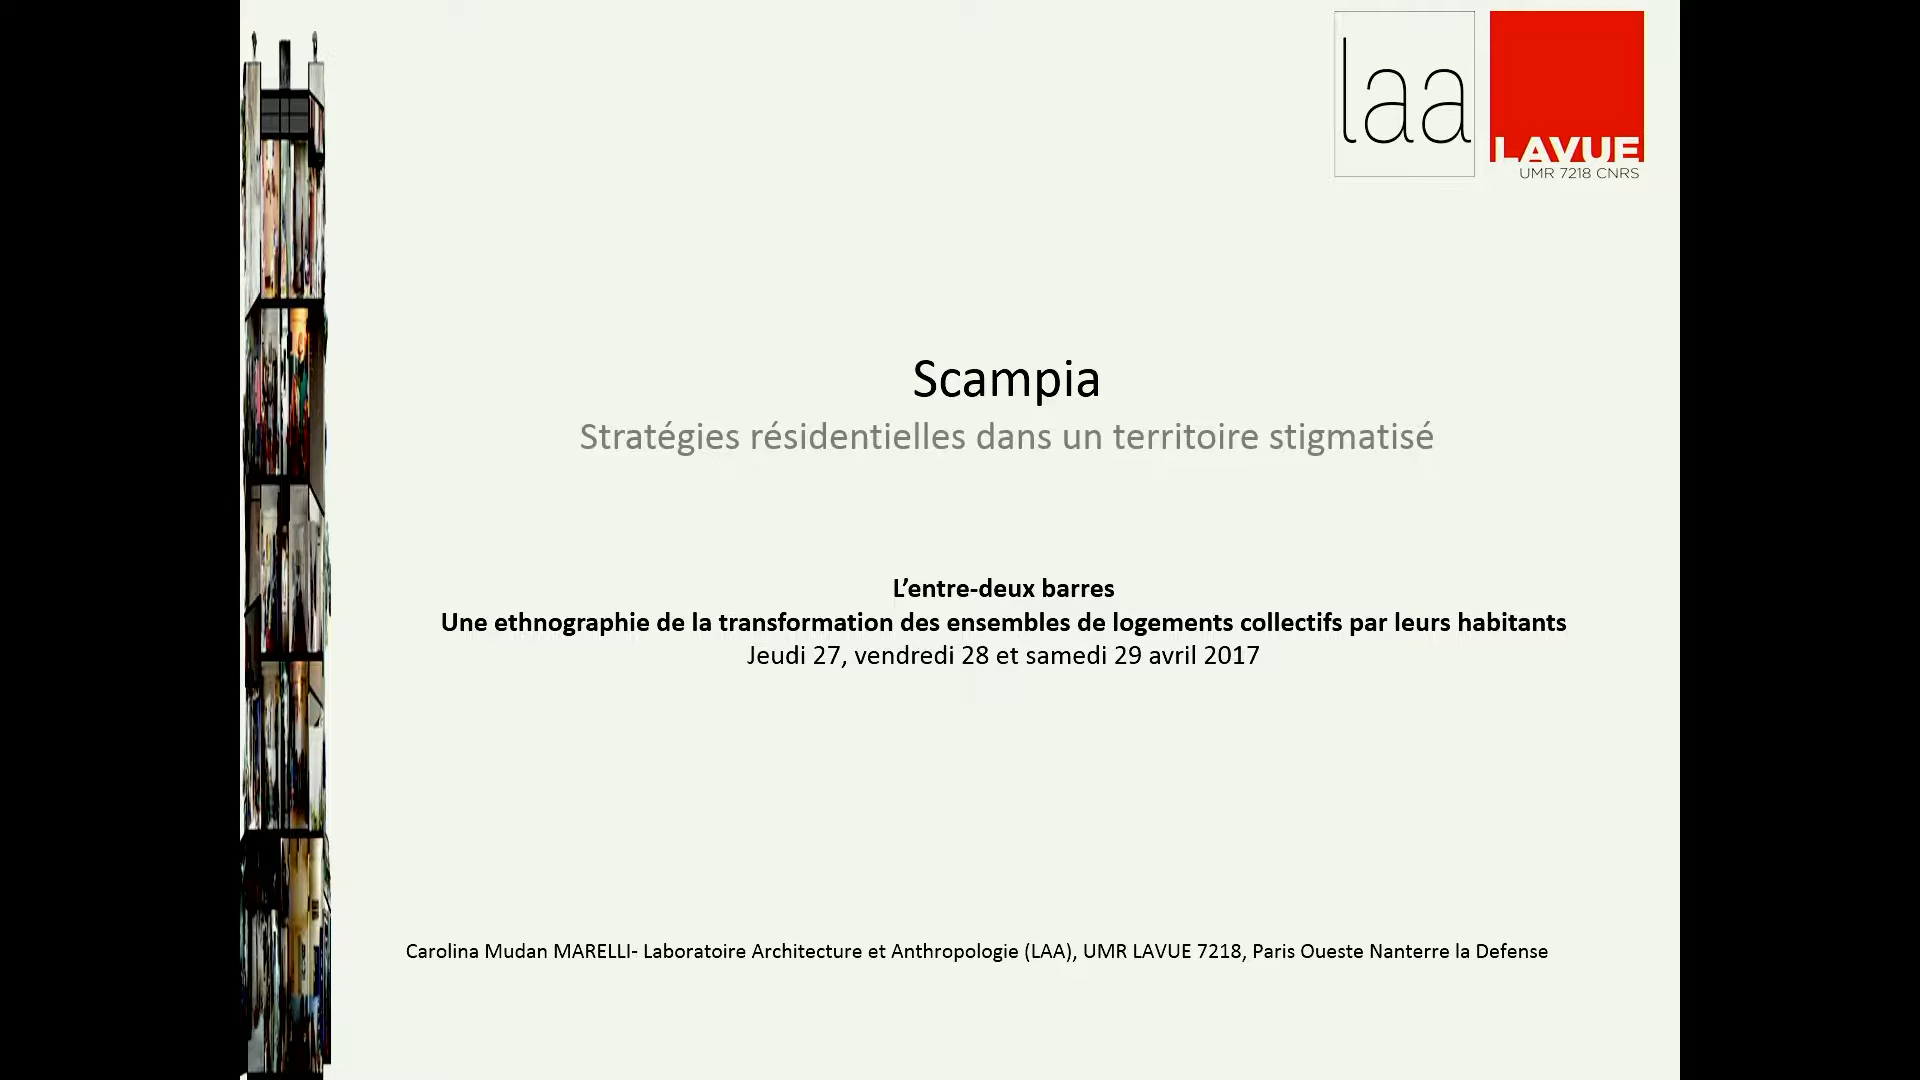 laa
LAVUE
UMR 7218 CNRS
Scampia
Stratégies résidentielles dans un territoire stigmatisé
L’entre-deux barres
Une ethnographie de la transformation des ensembles de logements collectifs par leurs habitants
Jeudi 27, vendredi 28 et samedi 29 avril 2017
Carolina Mudan MARELLI- Laboratoire Architecture et Anthropologie (LAA), UMR LAVUE 7218, Paris Oueste Nanterre la Defense